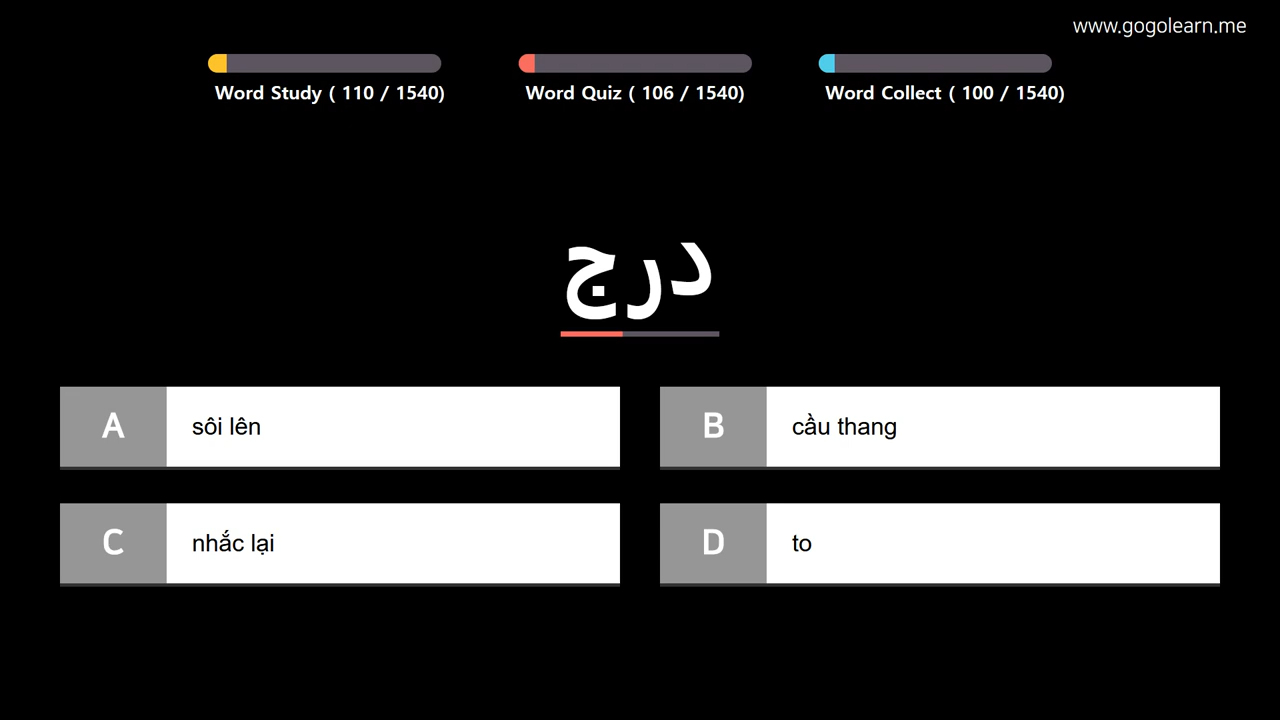 www.gogolearn.me
Word Study ( 110 / 1540)
Word Quiz ( 106 / 1540)
Word Collect ( 100 / 1540)
درج
A sôi lên
B cầu thang
C nhắc lại
D to